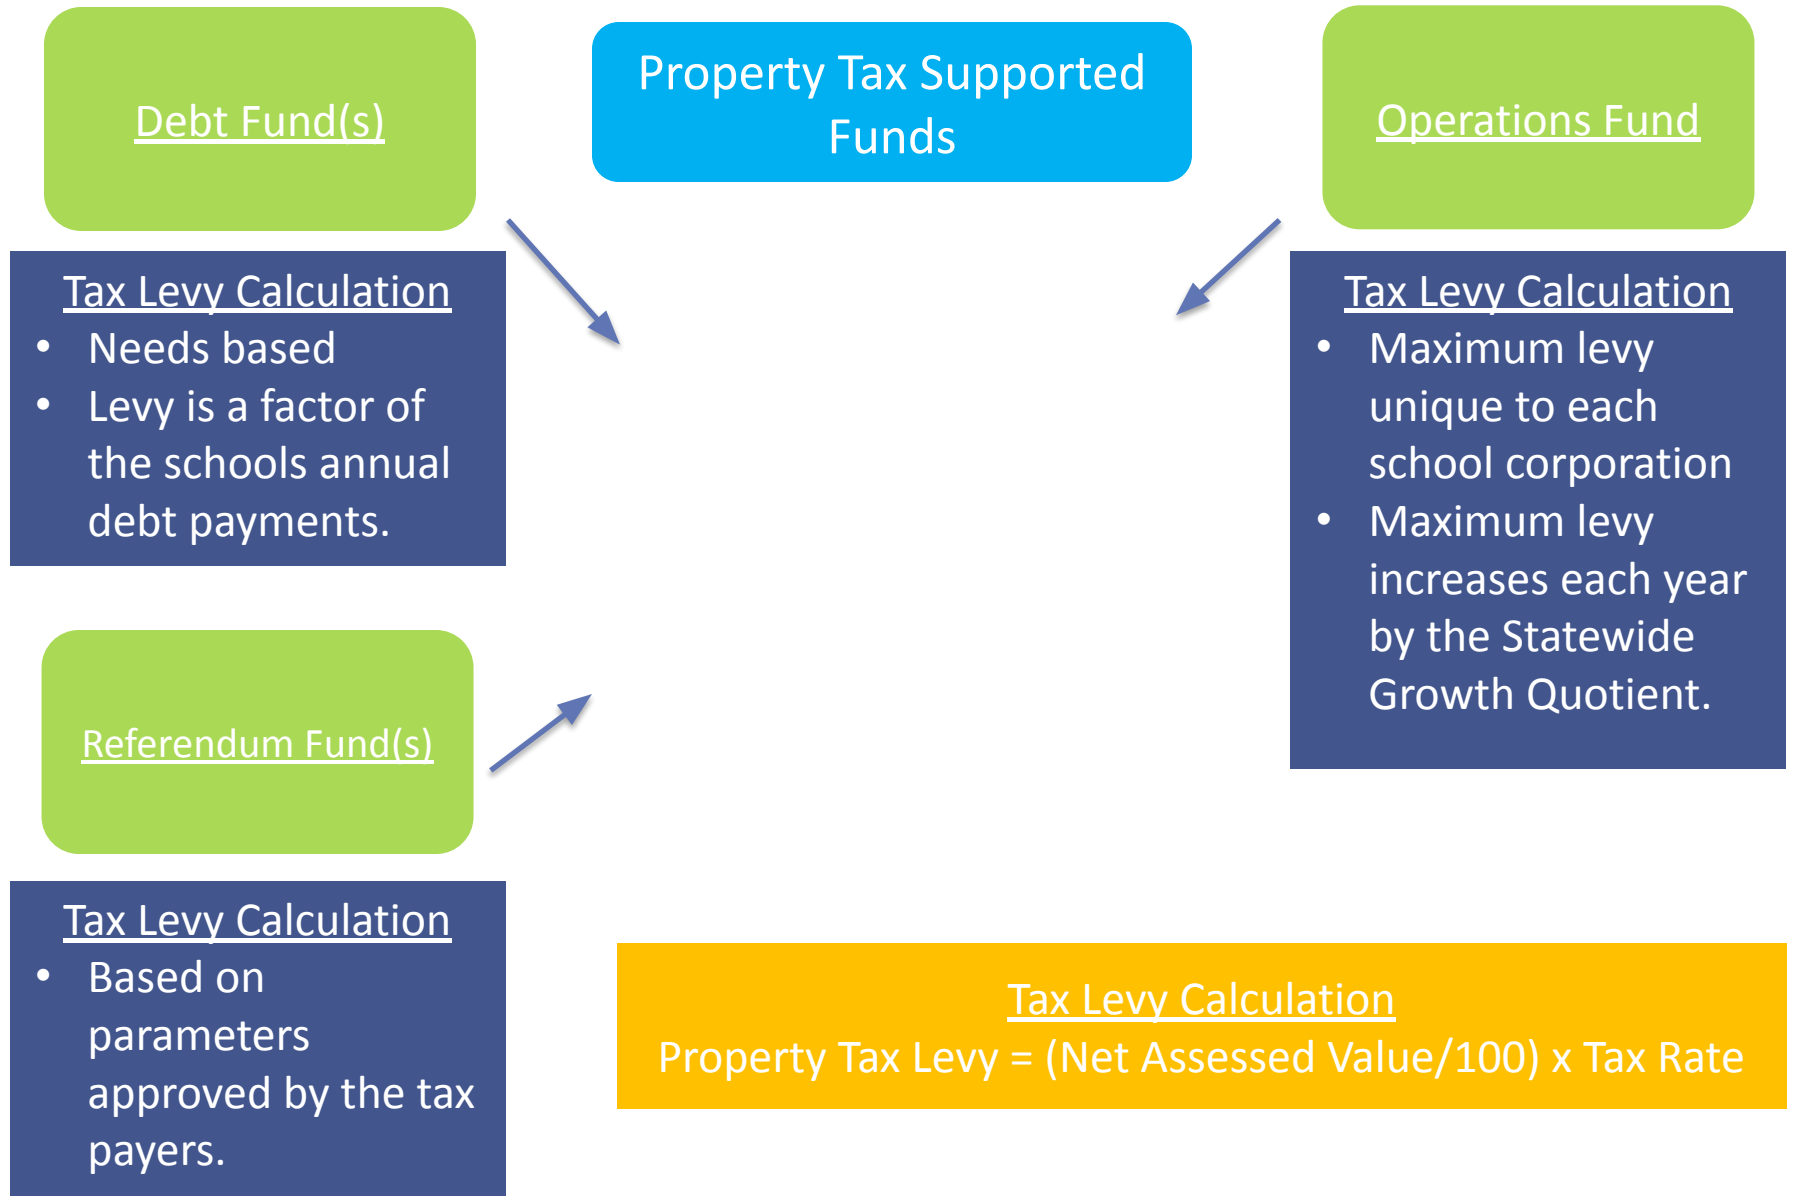 Debt Fund(s)
Property Tax Supported
Funds
Operations Fund
Tax Levy Calculation
• Needs based
• Levy is a factor of
the schools annual
debt payments.
Tax Levy Calculation
• Maximum levy
unique to each
school corporation
• Maximum levy
increases each year
by the Statewide
Growth Quotient.
Referendum Fund(s)
Tax Levy Calculation
• Based on
parameters
approved by the tax
payers.
Tax Levy Calculation
Property Tax Levy = (Net Assessed Value/100) x Tax Rate